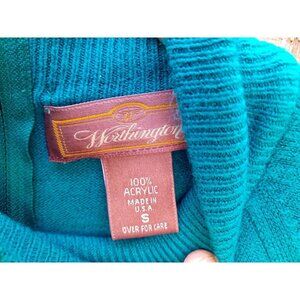 Worthington
100%
ACRYLIC
MADE IN
U.S.A.
S
OVER FOR CARE